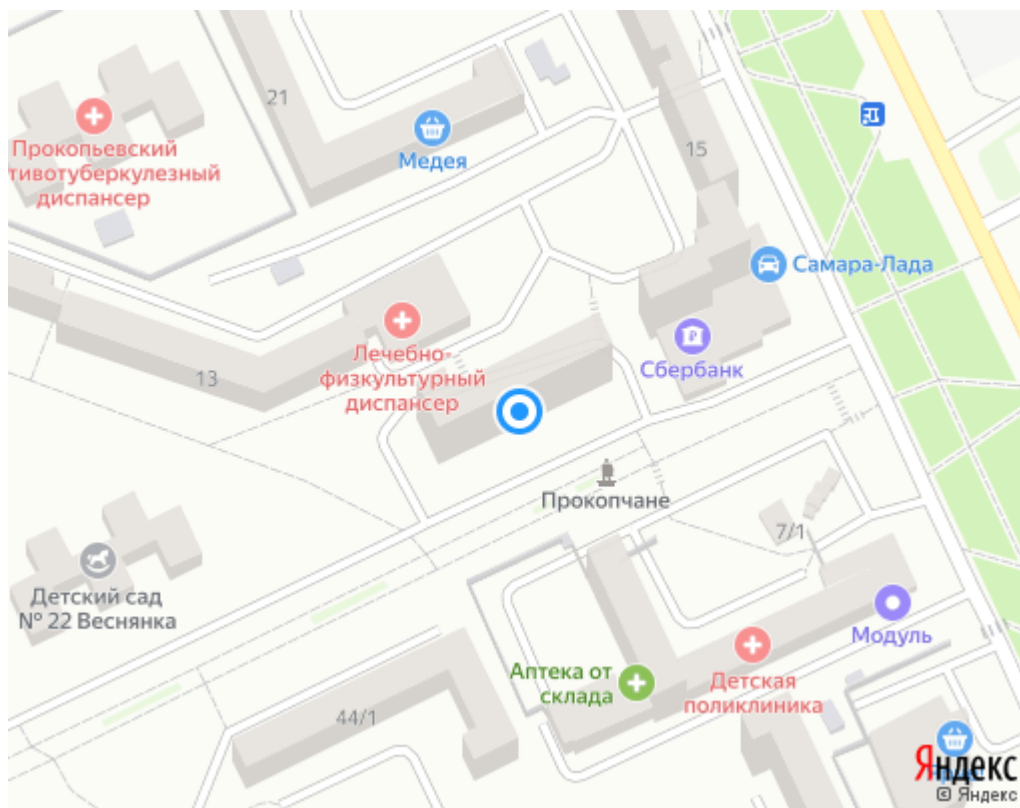 21
15
Медея
Прокопьевский
тивотуберкулезный
диспансер
Самара-Лада
Лечебно-
физкультурный
диспансер
Сбербанк
13
Прокопчане
7/1
Детский сад
№ 22 Веснянка
Модуль
Аптека от
склада
Детская
поликлиника
44/1
Яндекс
© Яндекс